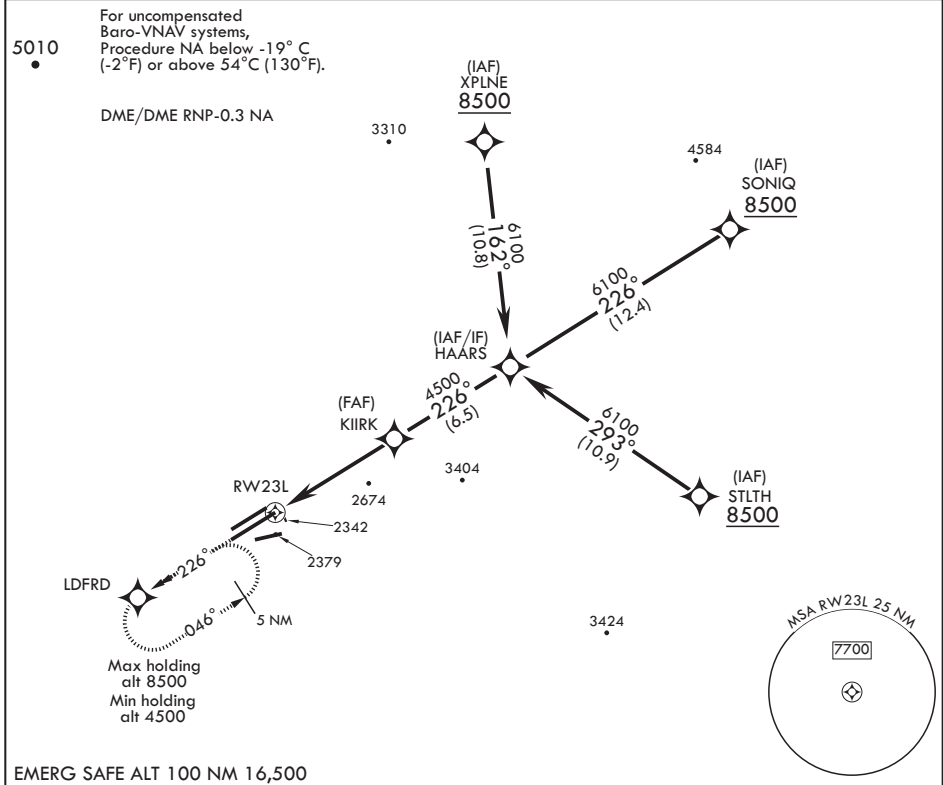 For uncompensated
Baro-VNAV systems,
Procedure NA below -19° C
(-2°F) or above 54°C (130°F).
5010
DME/DME RNP-0.3 NA
(IAF)
XPLNE
8500
3310
4584
(IAF)
SONIQ
8500
6100
162°
(10.8)
6100
226°
(12.4)
(IAF/IF)
HAARS
4500
226°
(6.5)
(FAF)
KIIRK
6100
293°
(10.9)
3404
2674
(IAF)
STLTH
8500
RW23L
2342
2379
226°
LDFRD
046°
5 NM
3424
Max holding
alt 8500
Min holding
alt 4500
MSA RW23L 25 NM
7700
EMERG SAFE ALT 100 NM 16,500